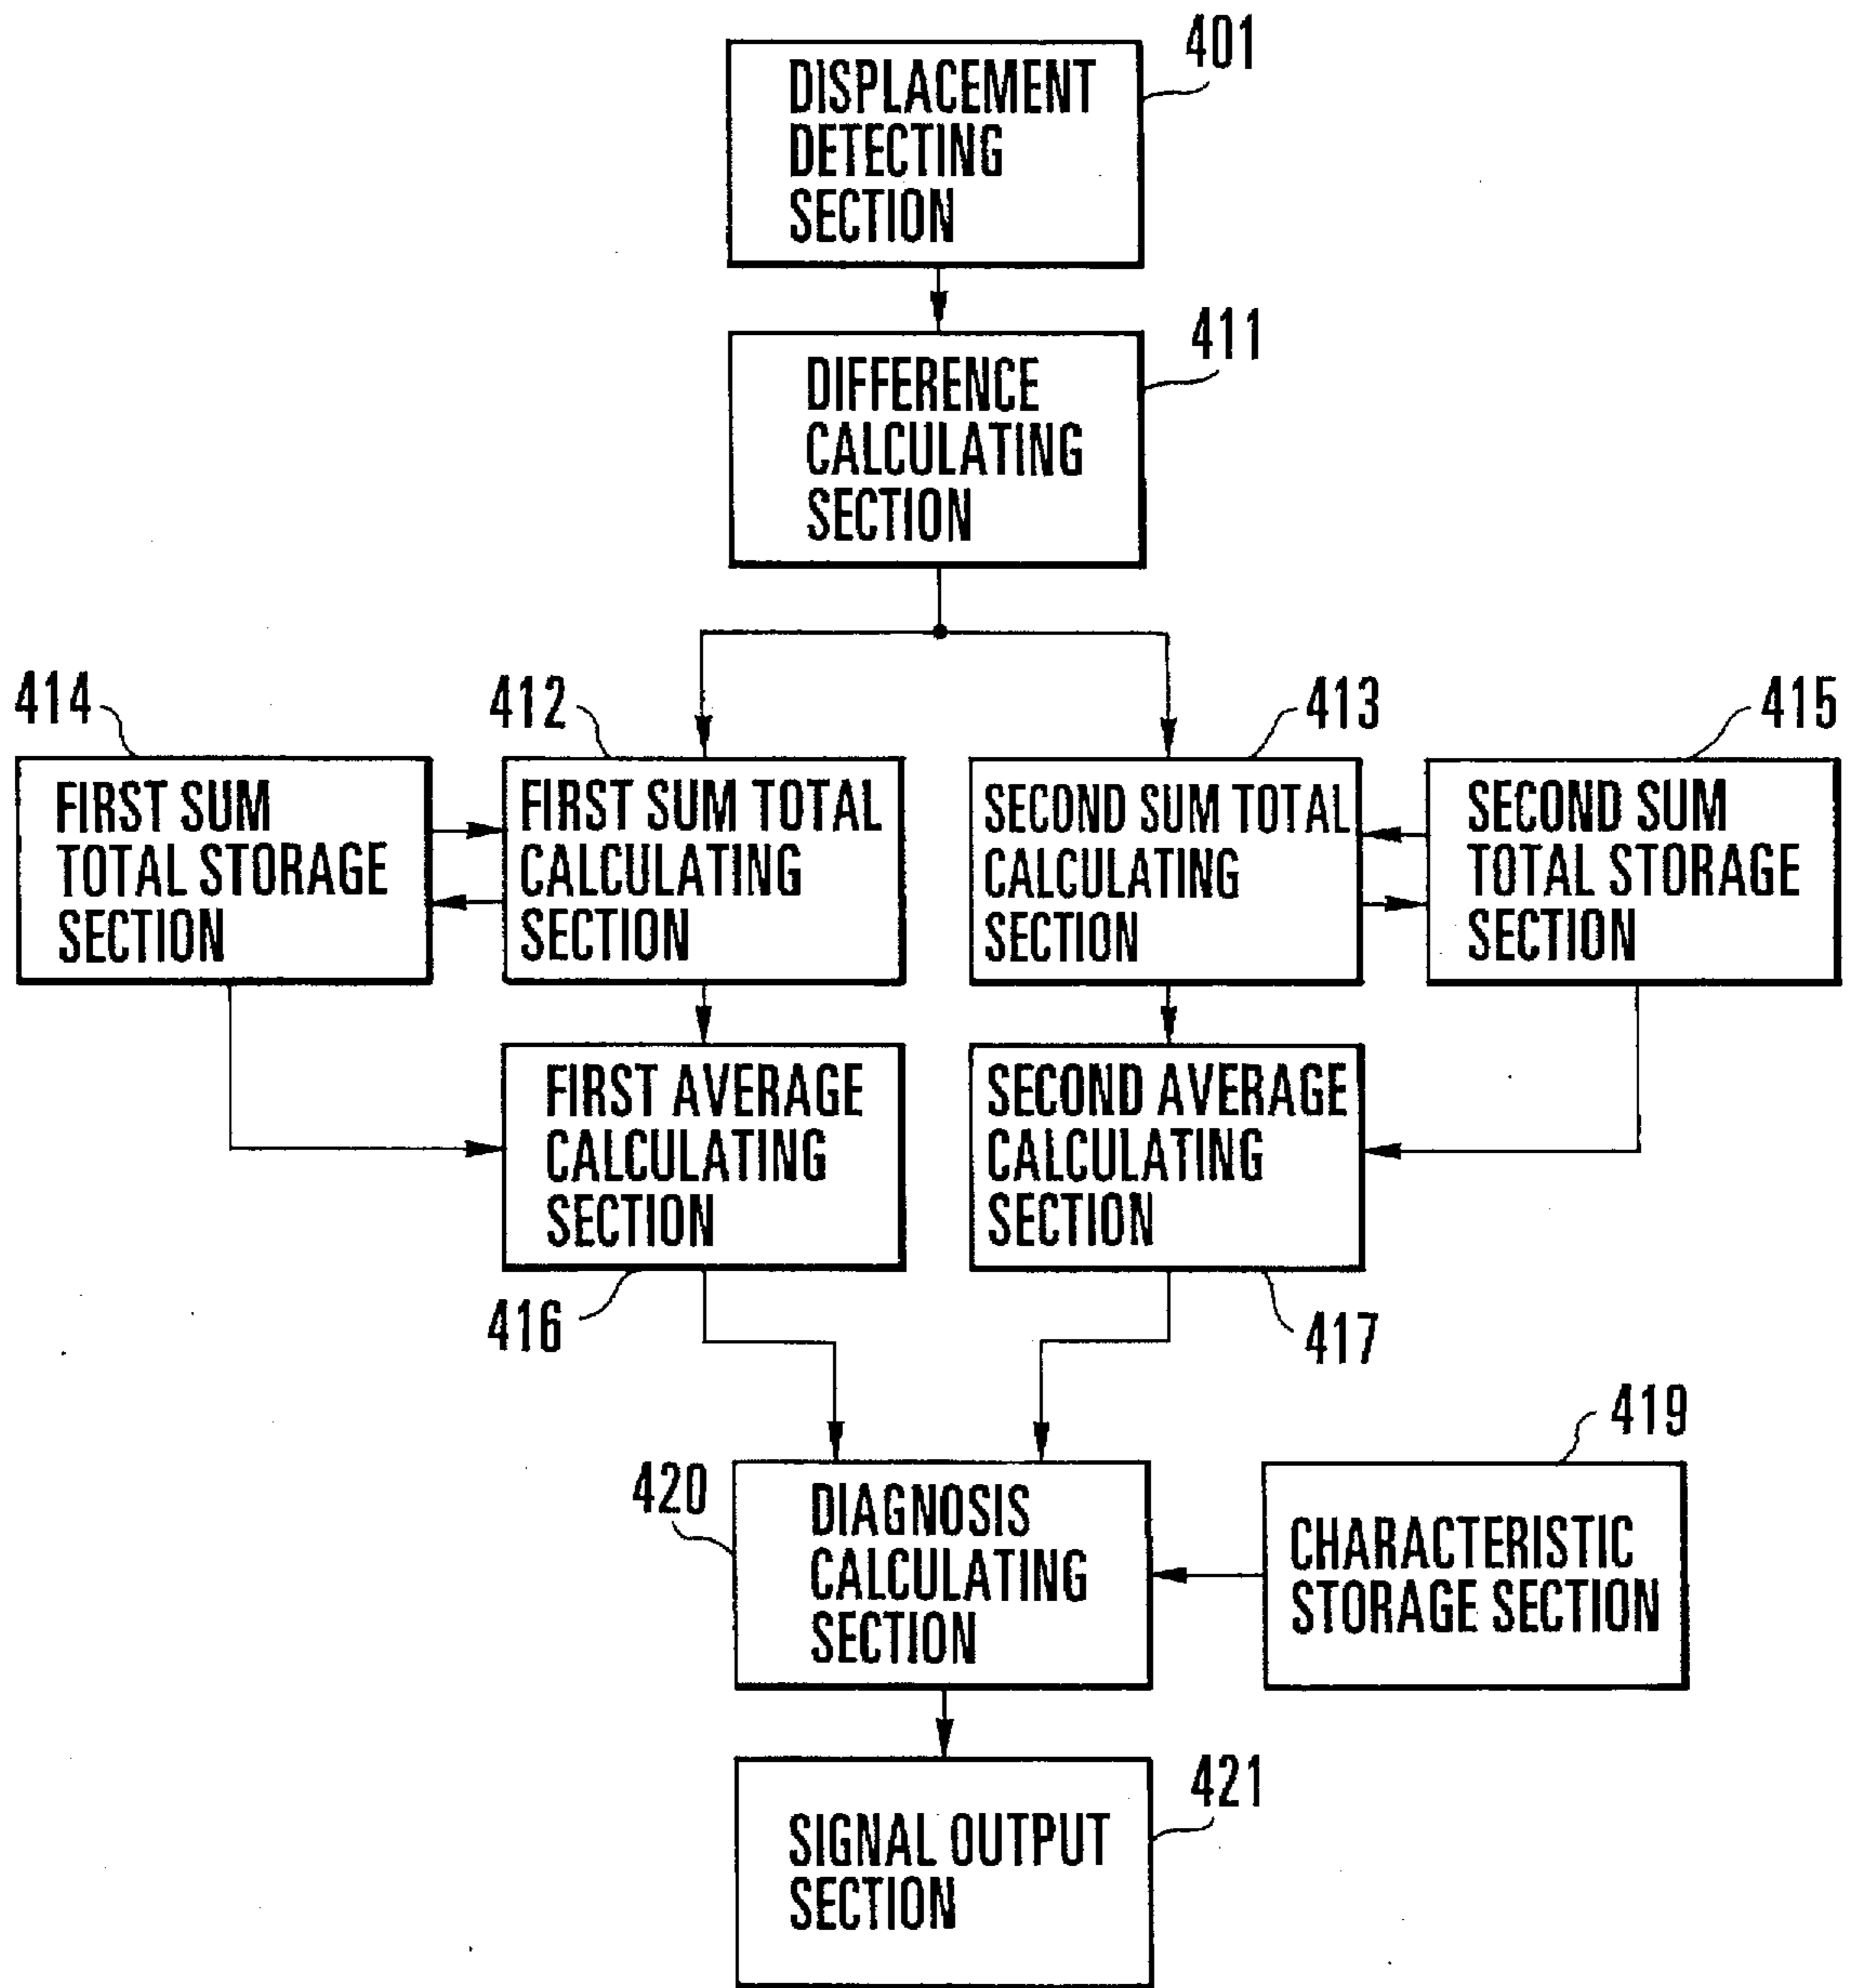 401
DISPLACEMENT
DETECTING
SECTION
411
DIFFERENCE
CALCULATING
SECTION
414
FIRST SUM
TOTAL STORAGE
SECTION
412
FIRST SUM TOTAL
CALCULATING
SECTION
413
SECOND SUM TOTAL
CALCULATING
SECTION
415
SECOND SUM
TOTAL STORAGE
SECTION
FIRST AVERAGE
CALCULATING
SECTION
416
SECOND AVERAGE
CALCULATING
SECTION
417
420
DIAGNOSIS
CALCULATING
SECTION
419
CHARACTERISTIC
STORAGE SECTION
421
SIGNAL OUTPUT
SECTION